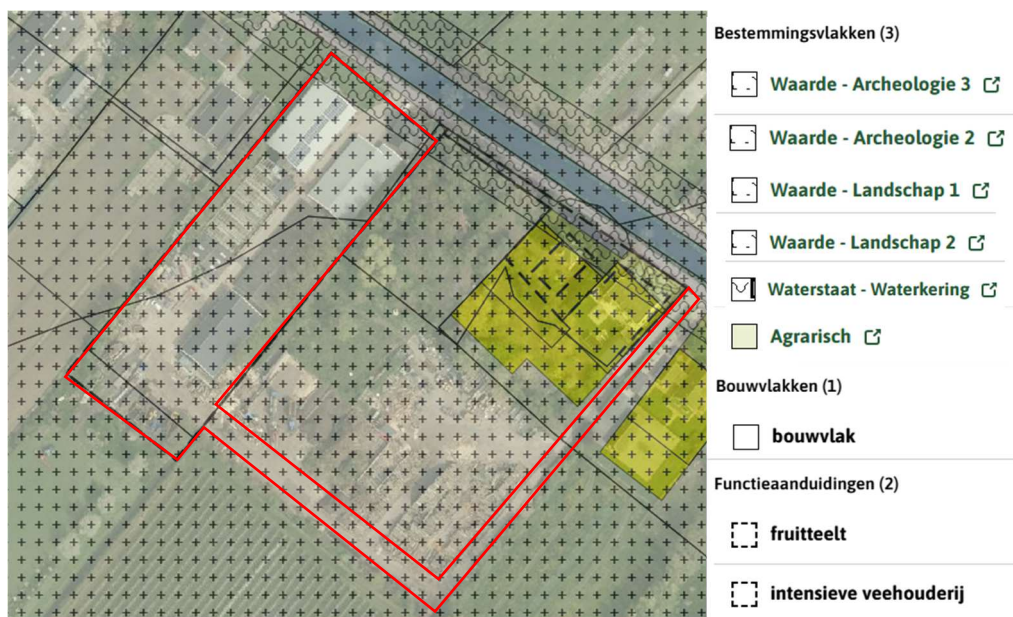 Bestemmingsvlakken (3)
Waarde - Archeologie 3
Waarde - Archeologie 2
Waarde - Landschap 1
Waarde - Landschap 2
Waterstaat - Waterkering
Agrarisch
Bouwvlakken (1)
bouwvlak
Functieaanduidingen (2)
fruitteelt
intensieve veehouderij